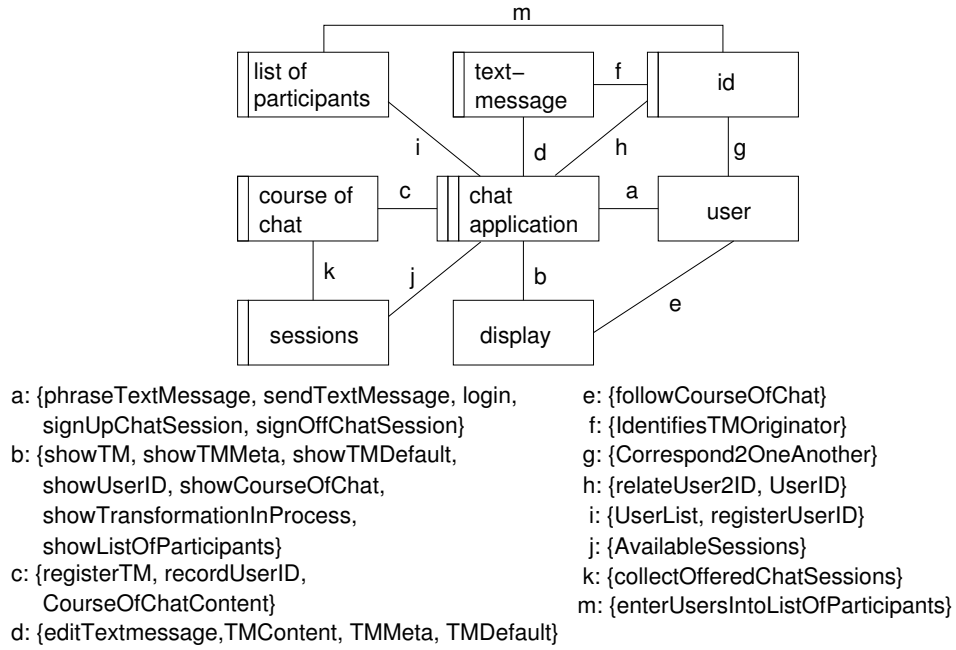 m
list of
participants
text-
message
f
id
i
d
h
g
course of
chat
c
chat
application
a
user
k
j
b
e
sessions
display
a: {phraseTextMessage, sendTextMessage, login,
signUpChatSession, signOffChatSession}
b: {showTM, showTMMeta, showTMDefault,
showUserID, showCourseOfChat,
showTransformationInProcess,
showListOfParticipants}
c: {registerTM, recordUserID,
CourseOfChatContent}
d: {editTextmessage,TMContent, TMMeta, TMDefault}
e: {followCourseOfChat}
f: {IdentifiesTMOriginator}
g: {Correspond2OneAnother}
h: {relateUser2ID, UserID}
i: {UserList, registerUserID}
j: {AvailableSessions}
k: {collectOfferedChatSessions}
m: {enterUsersIntoListOfParticipants}